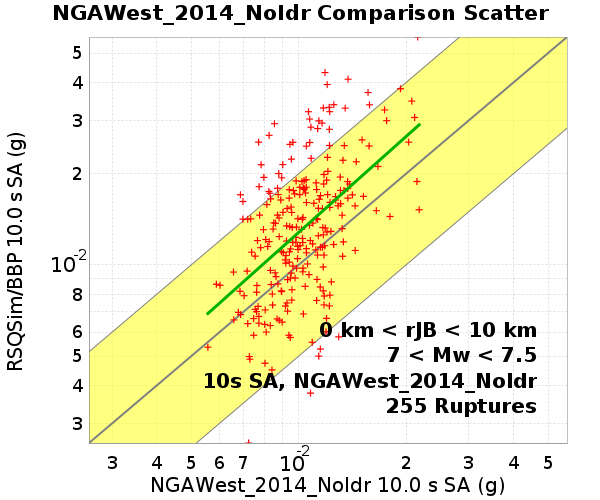 NGAWest_2014_NoIdr Comparison Scatter
RSQSim/BBP 10.0 s SA (g)
5
4
3
2
10-2
8
6
5
4
3
0 km < rJB < 10 km
7 < Mw < 7.5
10s SA, NGAWest_2014_NoIdr
255 Ruptures
3 4 5 6 7 10-2 2 3 4 5
NGAWest_2014_NoIdr 10.0 s SA (g)